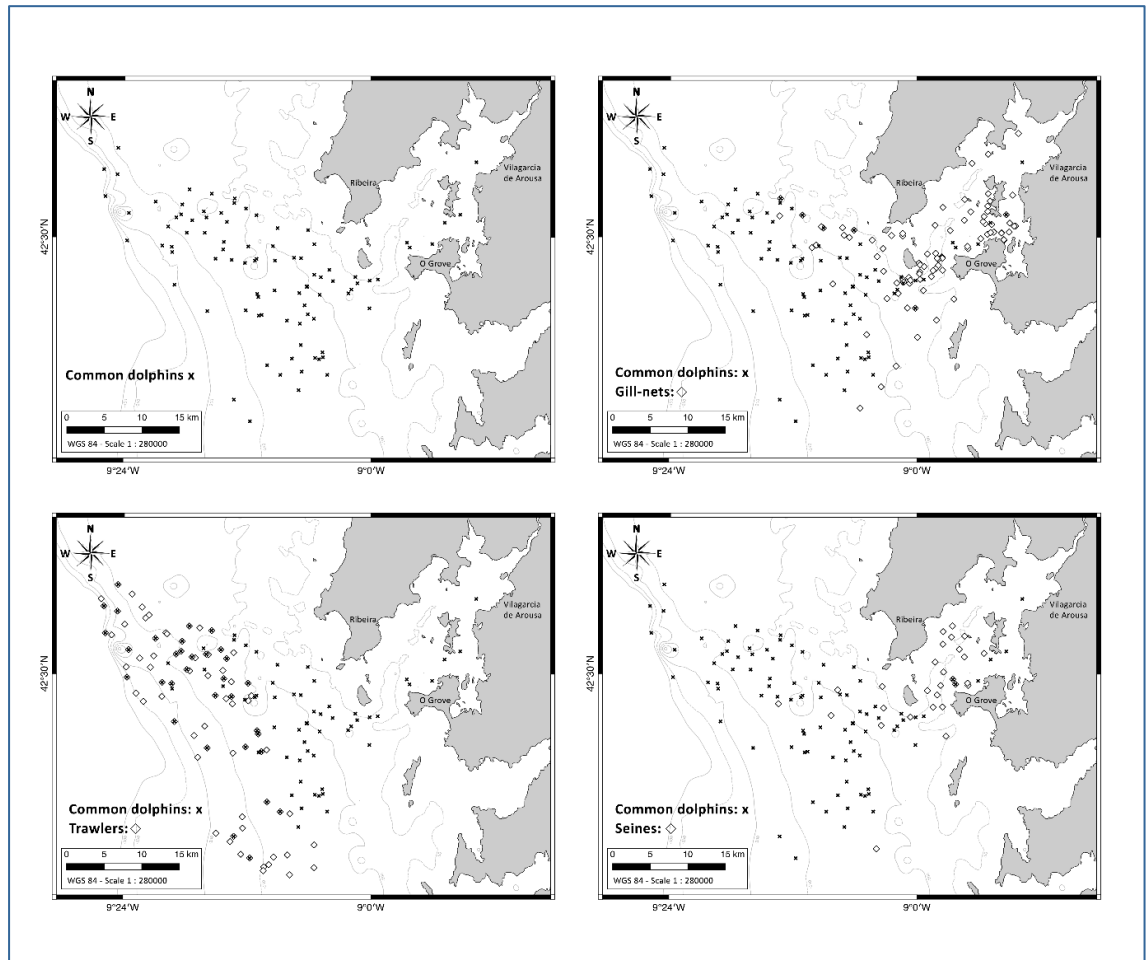 N
W E
S
Vilagarcia
de Arousa
Ribeira
42°30'N
O Grove
Common dolphins x
0 5 10 15 km
WGS 84 - Scale 1 : 280000
9°24'W 9°0'W
N
W E
S
Vilagarcia
de Arousa
Ribeira
42°30'N
O Grove
Common dolphins: x
Gill-nets: ◇
0 5 10 15 km
WGS 84 - Scale 1 : 280000
9°24'W 9°0'W
N
W E
S
Vilagarcia
de Arousa
Ribeira
42°30'N
O Grove
Common dolphins: x
Trawlers: ◇
0 5 10 15 km
WGS 84 - Scale 1 : 280000
9°24'W 9°0'W
N
W E
S
Vilagarcia
de Arousa
Ribeira
42°30'N
O Grove
Common dolphins: x
Seines: ◇
0 5 10 15 km
WGS 84 - Scale 1 : 280000
9°24'W 9°0'W